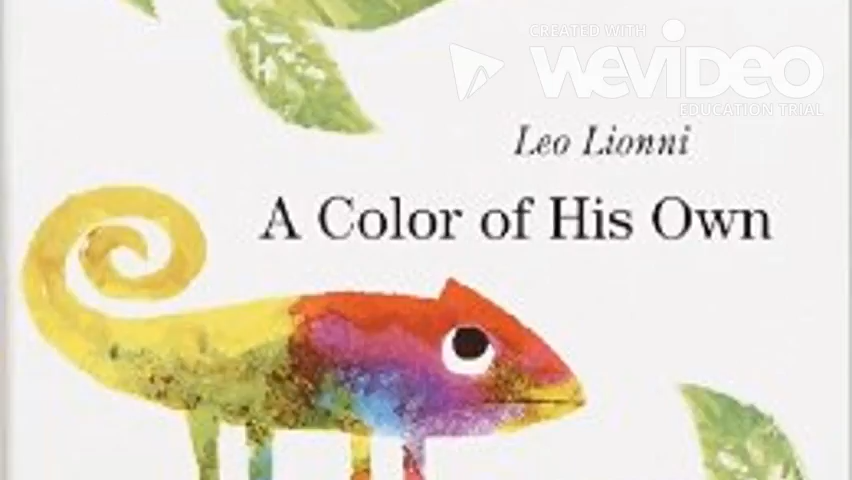 CREATED WITH
WEVIDEO
EDUCATION TRIAL
Leo Lionni
A Color of His Own